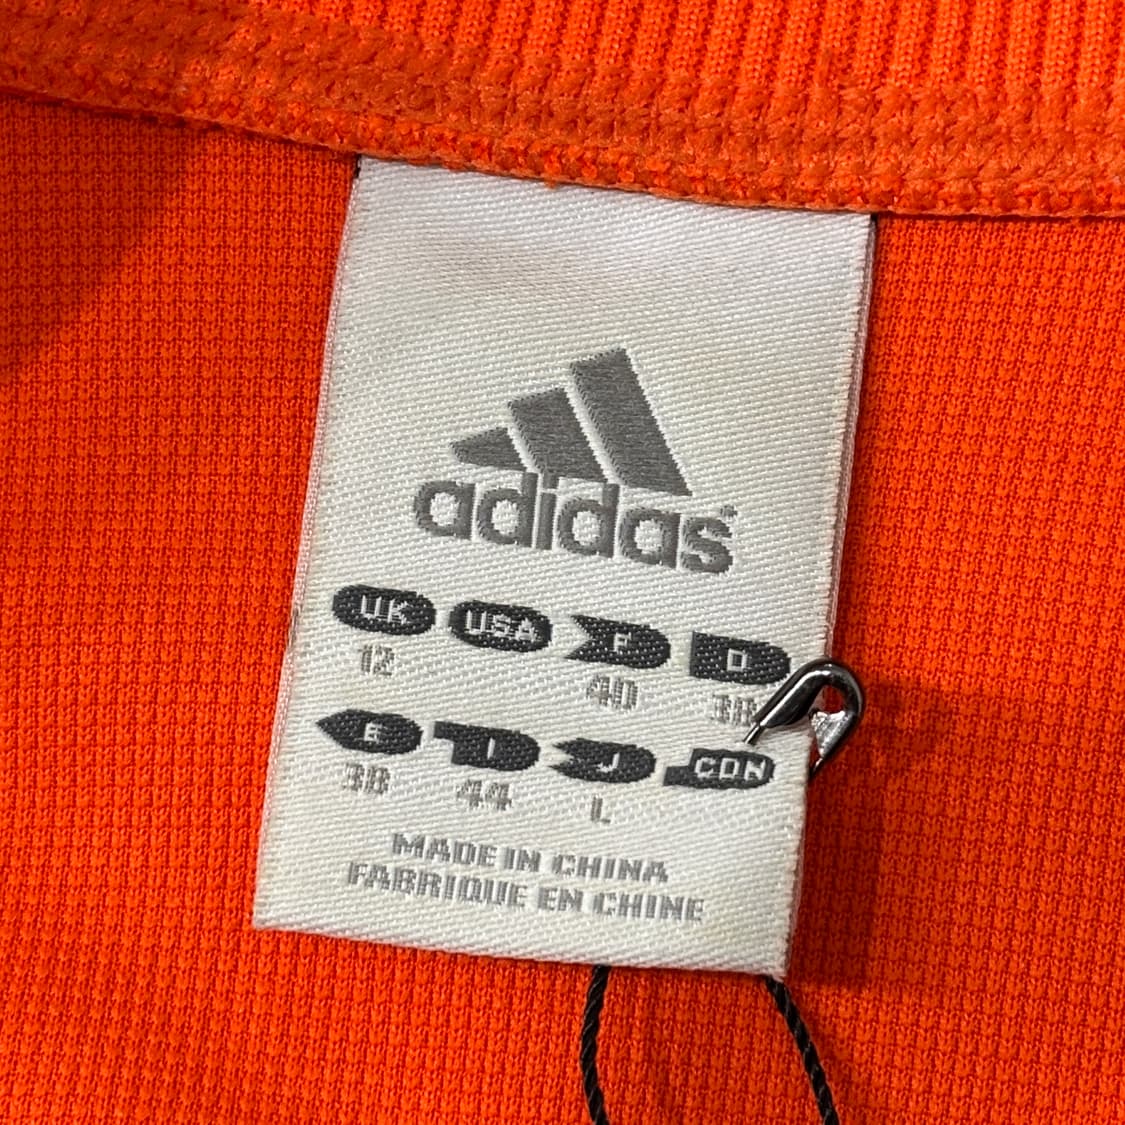 adidas
UK USA F D
12 40 38
E I J CDN
38 44 L
MADE IN CHINA
FABRIQUE EN CHINE